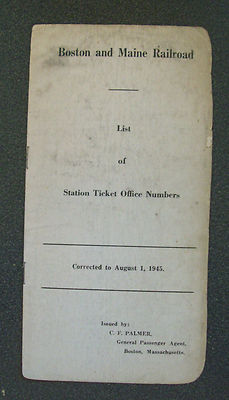 Boston and Maine Railroad
List
of
Station Ticket Office Numbers
Corrected to August 1, 1945.
Issued by:
C. F. PALMER,
General Passenger Agent,
Boston, Massachusetts.